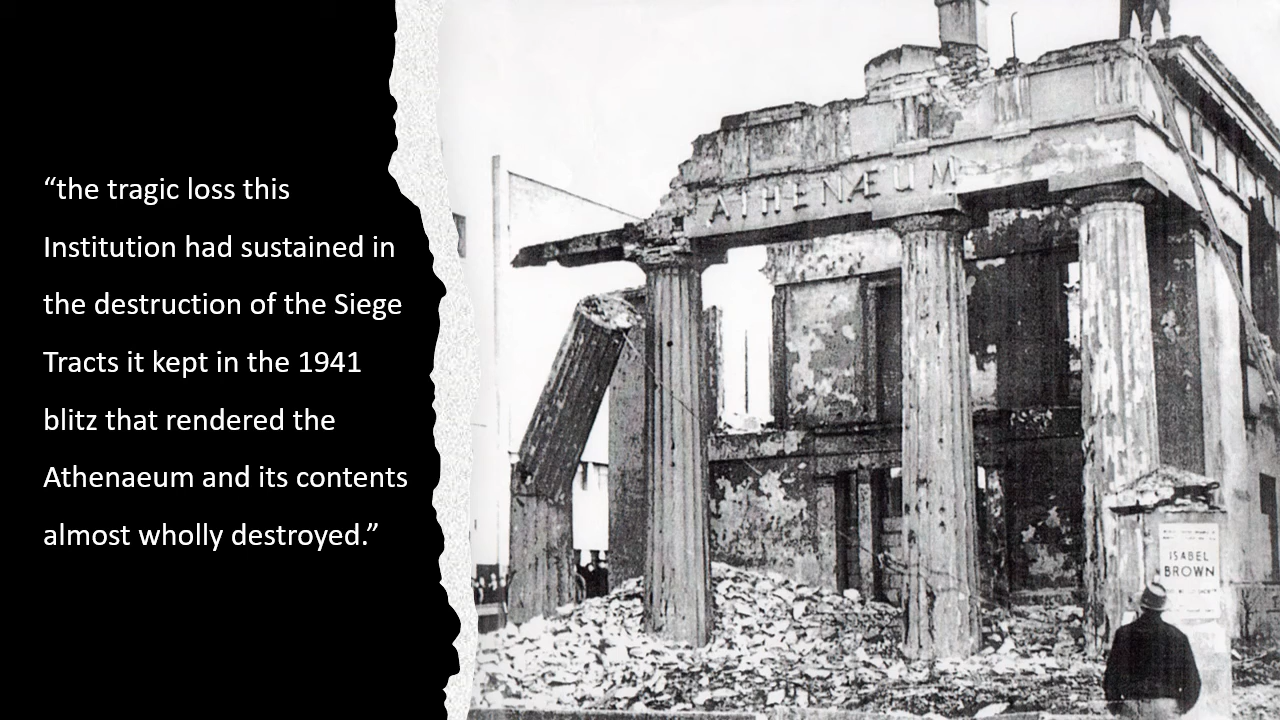 “the tragic loss this
Institution had sustained in
the destruction of the Siege
Tracts it kept in the 1941
blitz that rendered the
Athenaeum and its contents
almost wholly destroyed.”
ATHENÆUM
ISABEL
BROWN